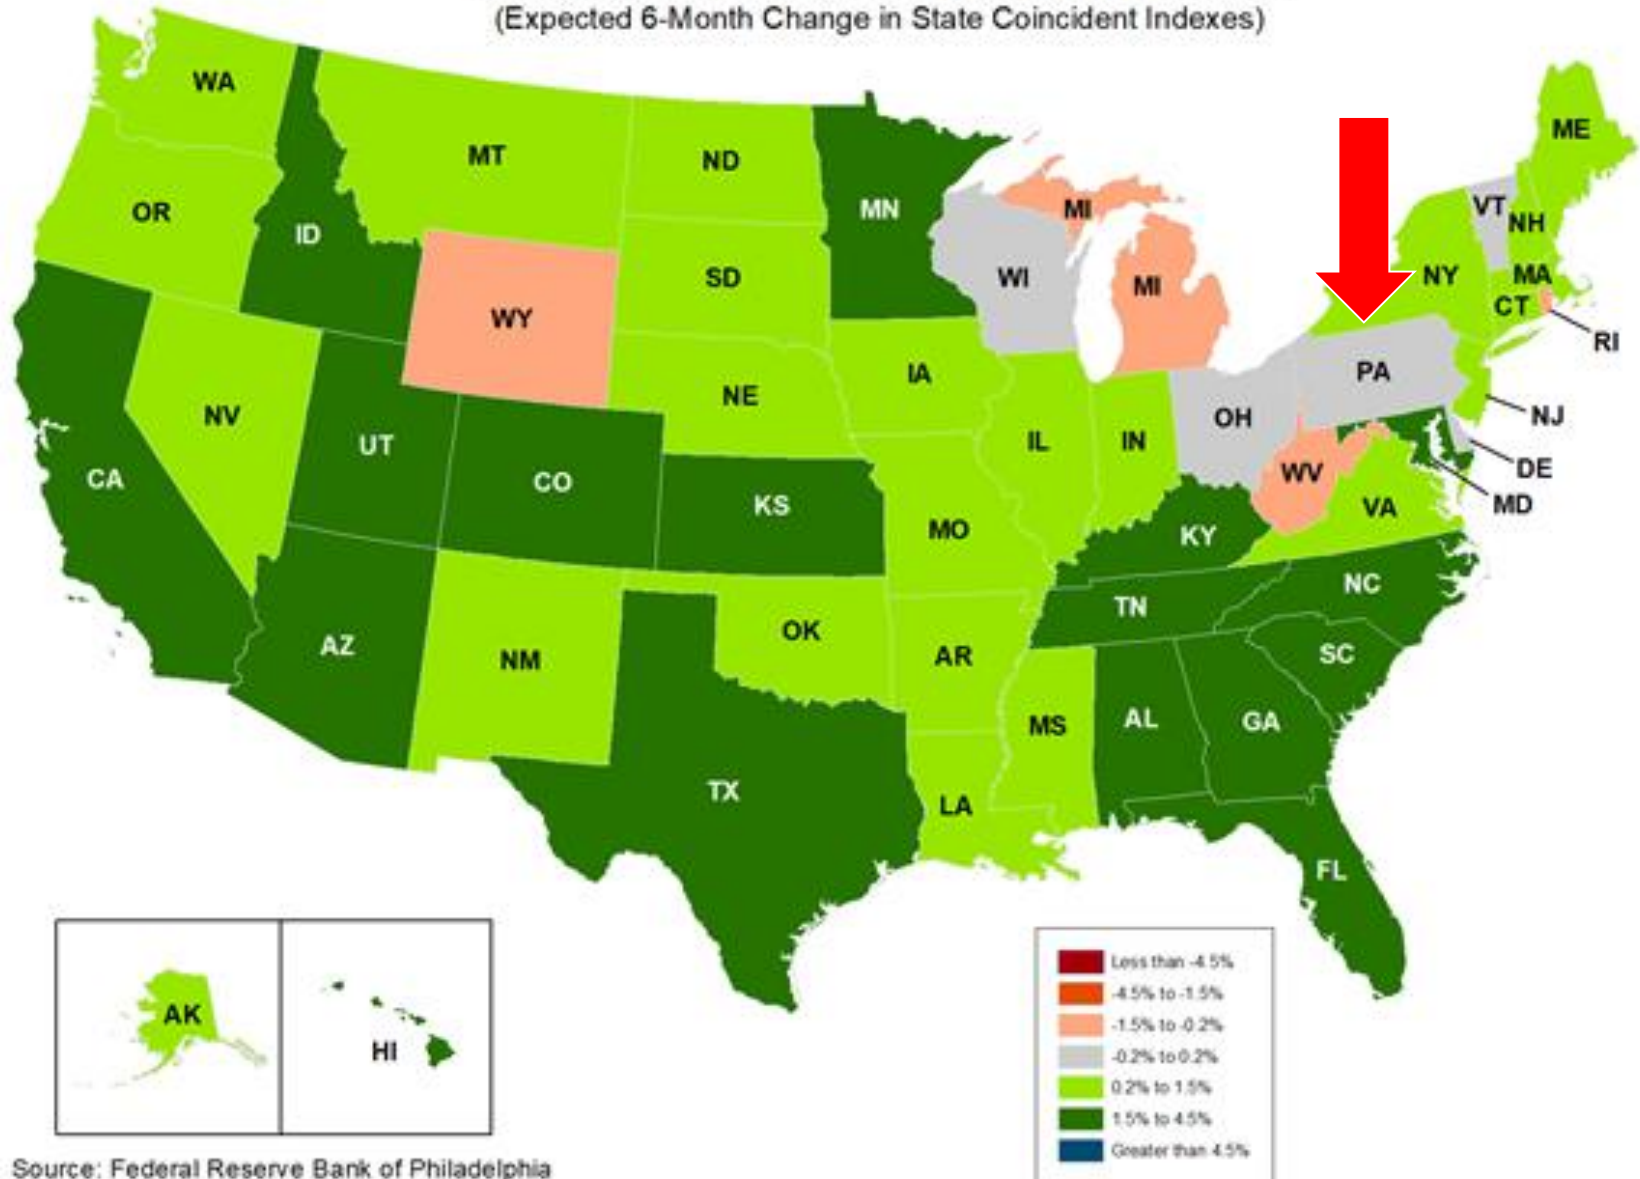 (Expected 6-Month Change in State Coincident Indexes)
WA
ME
MT
ND
VT
OR
MN
MI
NH
ID
NY
MA
SD
WI
MI
CT
WY
RI
IA
PA
NE
NV
NJ
OH
UT
IL
IN
DE
CA
CO
WV
MD
KS
VA
MO
KY
NC
TN
OK
AZ
NM
AR
SC
AL
GA
MS
TX
LA
FL
AK
HI
Less than -4.5%
-4.5% to -1.5%
-1.5% to -0.2%
-0.2% to 0.2%
0.2% to 1.5%
1.5% to 4.5%
Greater than 4.5%
Source: Federal Reserve Bank of Philadelphia